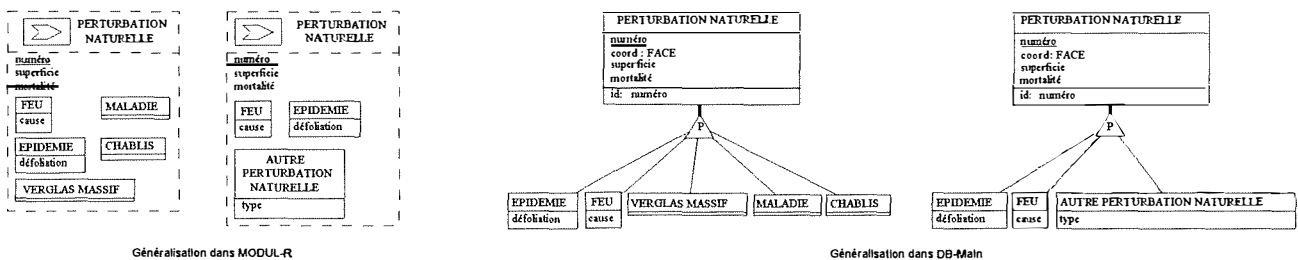 PERTURBATION
NATURELLE
numéro
superficie
mortalité
FEU
cause
MALADIE
EPIDEMIE
défoliation
CHABLIS
VERGLAS MASSIF
PERTURBATION
NATURELLE
numéro
superficie
mortalité
FEU
cause
EPIDEMIE
défoliation
AUTRE
PERTURBATION
NATURELLE
type
Généralisation dans MODUL-R
PERTURBATION NATURELLE
numéro
coord : FACE
superficie
mortalité
id: numéro
P
EPIDEMIE
défoliation
FEU
cause
VERGLAS MASSIF
MALADIE
CHABLIS
PERTURBATION NATURELLE
numéro
coord: FACE
superficie
mortalité
id: numéro
P
EPIDEMIE
défoliation
FEU
cause
AUTRE PERTURBATION NATURELLE
type
Généralisation dans DB-Main